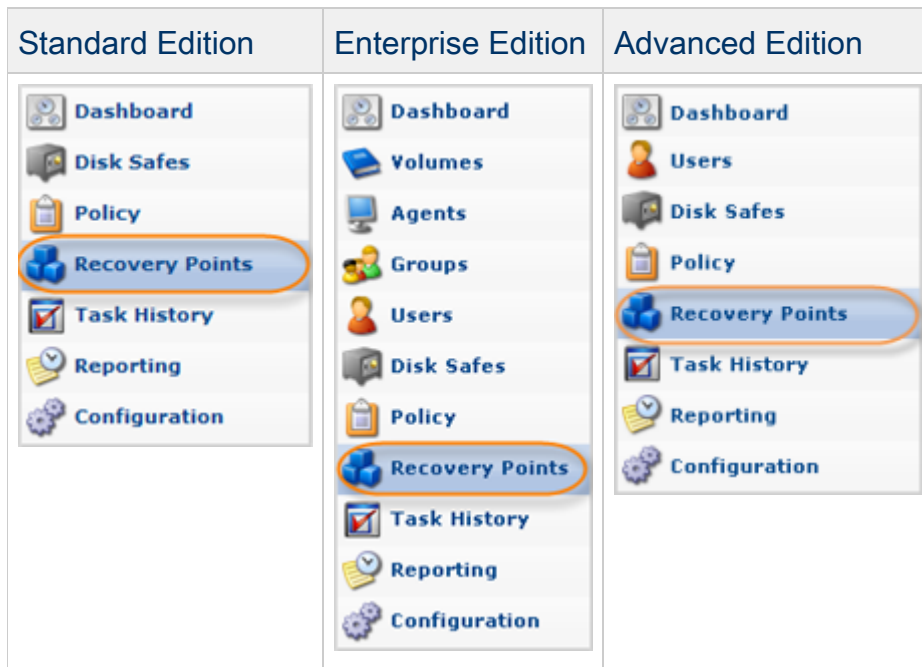 Standard Edition
Enterprise Edition
Advanced Edition
Dashboard
Disk Safes
Policy
Recovery Points
Task History
Reporting
Configuration
Dashboard
Volumes
Agents
Groups
Users
Disk Safes
Policy
Recovery Points
Task History
Reporting
Configuration
Dashboard
Users
Disk Safes
Policy
Recovery Points
Task History
Reporting
Configuration